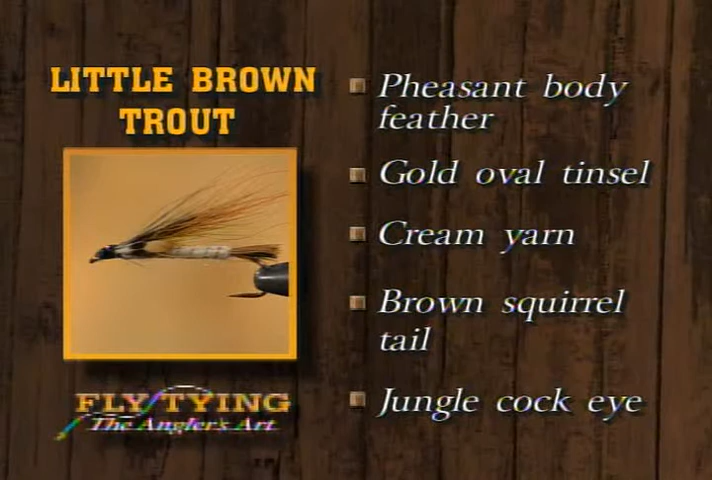 LITTLE BROWN
TROUT
Pheasant body
feather
Gold oval tinsel
Cream yarn
Brown squirrel
tail
Jungle cock eye
FLY TYING
The Angler's Art